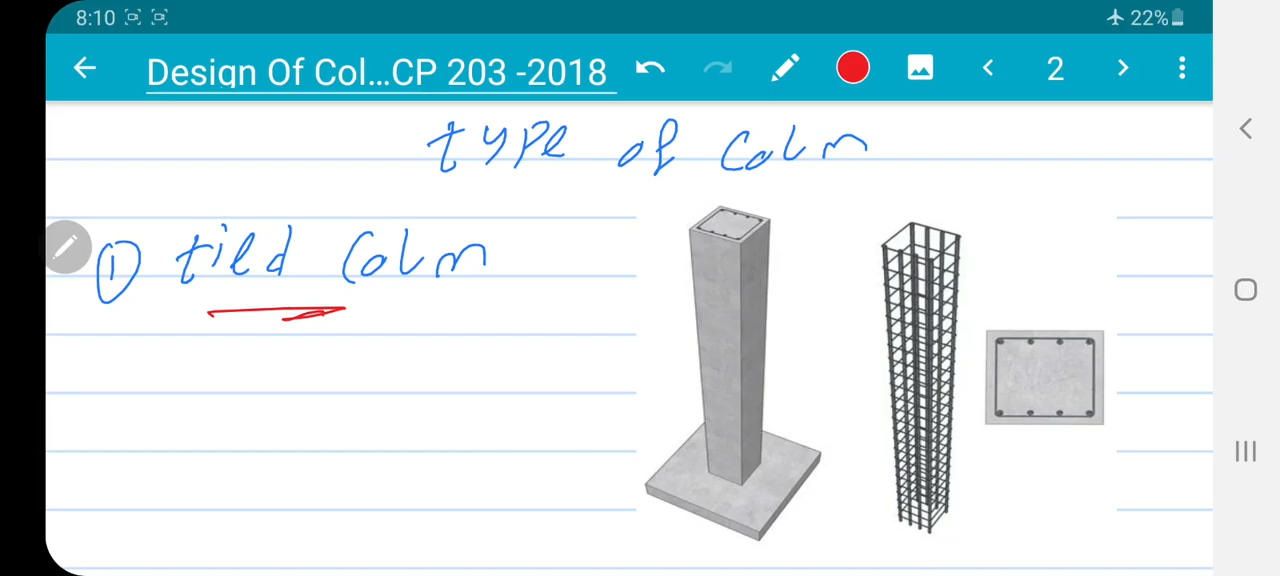 8:10 22%
Design Of Col...CP 203 -2018 2
type of Colm
① tied Colm